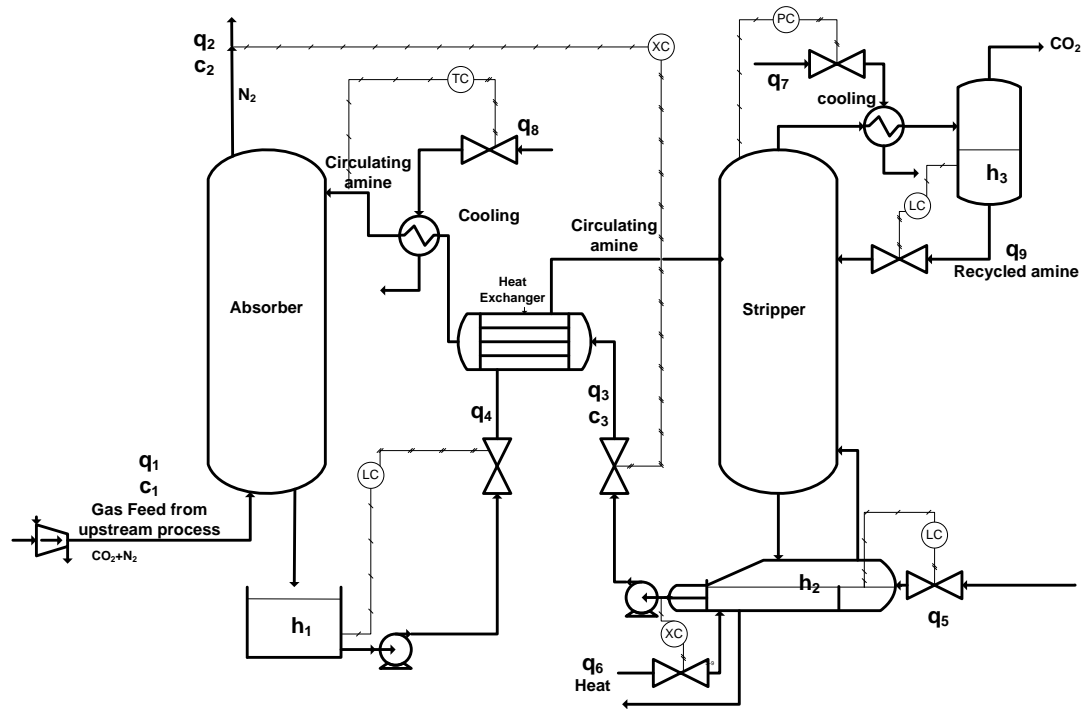 q2
c2
N2
XC
TC
q8
Circulating
amine
Cooling
Absorber
Heat
Exchanger
q4
q3
c3
LC
q1
c1
Gas Feed from
upstream process
CO2+N2
h1
PC
q7
cooling
CO2
h3
LC
q9
Recycled amine
Circulating
amine
Stripper
LC
h2
q5
XC
q6
Heat